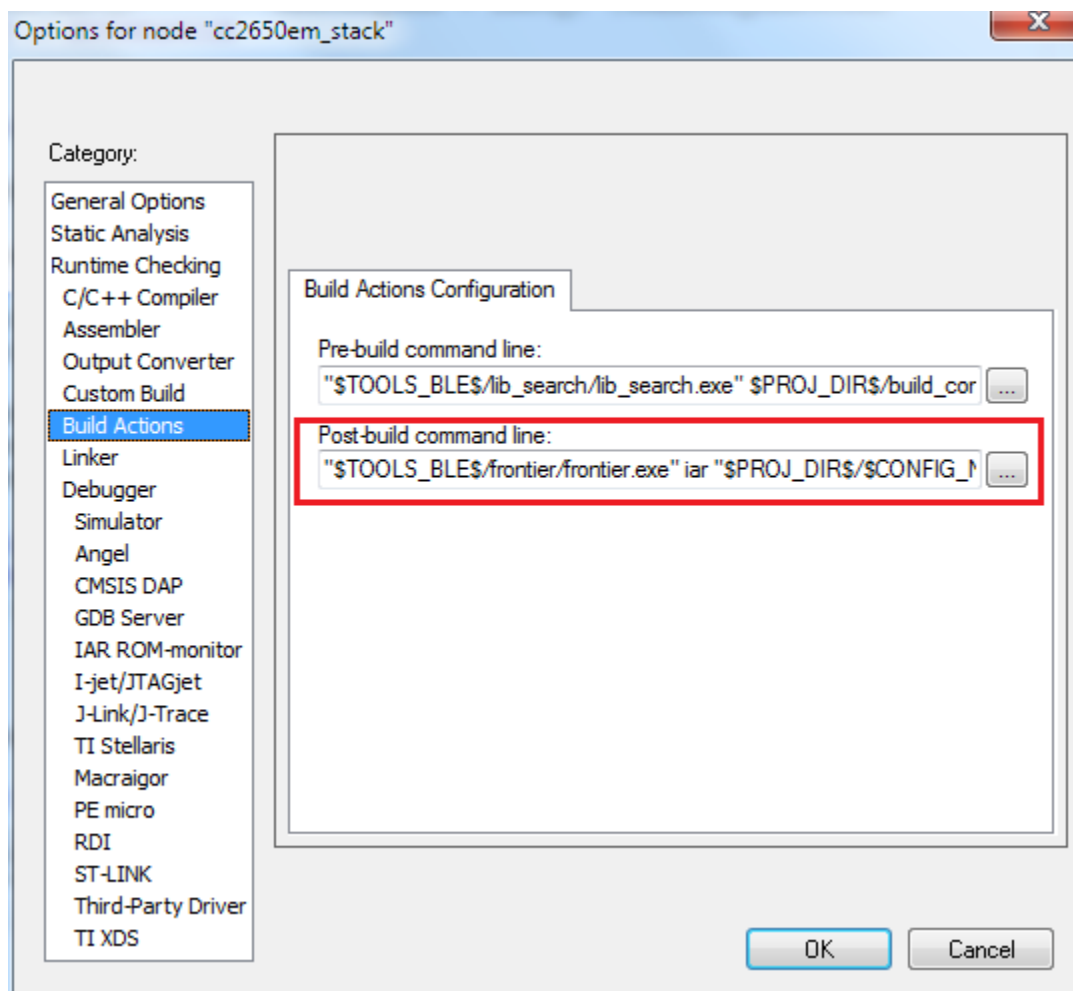 Options for node "cc2650em_stack"
Category:
General Options
Static Analysis
Runtime Checking
C/C++ Compiler
Assembler
Output Converter
Custom Build
Build Actions
Linker
Debugger
Simulator
Angel
CMSIS DAP
GDB Server
IAR ROM-monitor
I-jet/JTAGjet
J-Link/J-Trace
TI Stellaris
Macraigor
PE micro
RDI
ST-LINK
Third-Party Driver
TI XDS
Build Actions Configuration
Pre-build command line:
"$TOOLS_BLE$/lib_search/lib_search.exe" $PROJ_DIR$/build_cor
...
Post-build command line:
"$TOOLS_BLE$/frontier/frontier.exe" iar "$PROJ_DIR$/$CONFIG_N
...
OK
Cancel